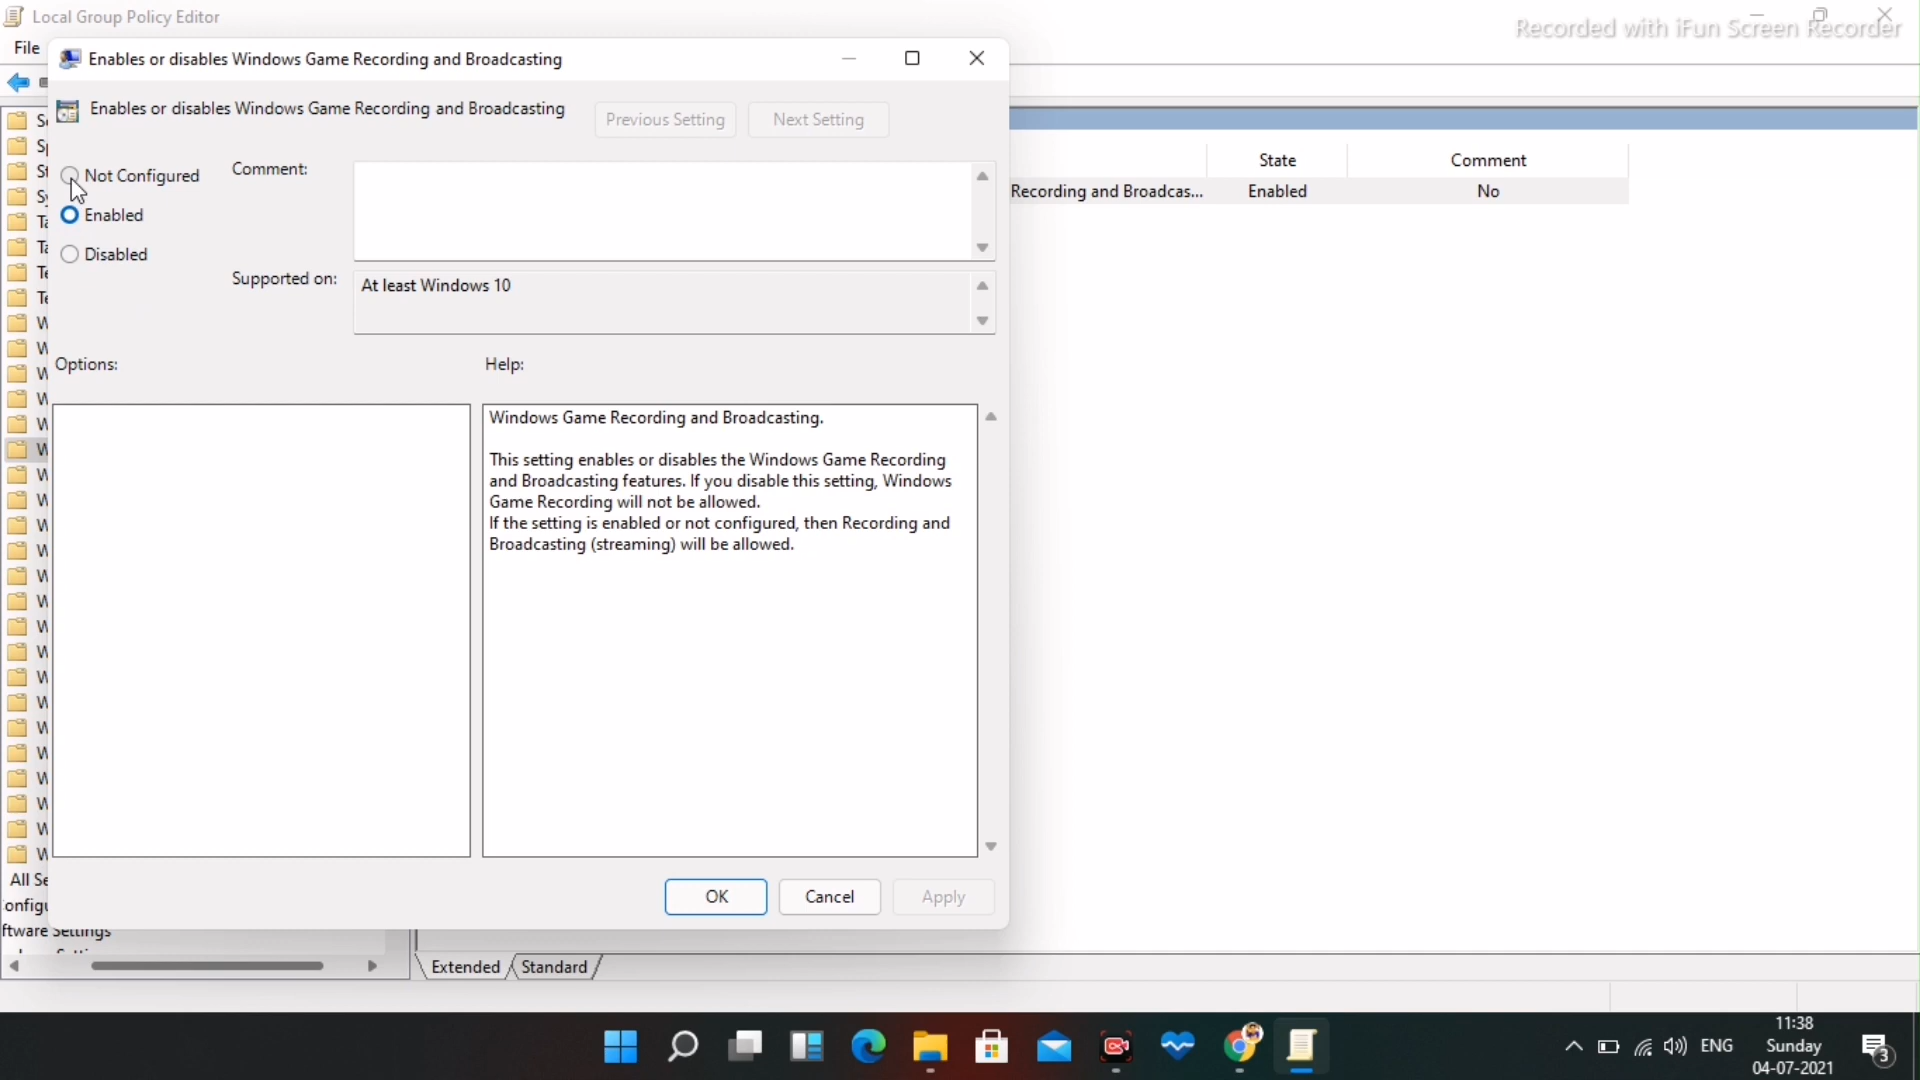 Local Group Policy Editor
Recorded with iFun Screen Recorder
File
Enables or disables Windows Game Recording and Broadcasting
Enables or disables Windows Game Recording and Broadcasting
Previous Setting
Next Setting
Not Configured
Enabled
Disabled
Comment:
Supported on:
At least Windows 10
Options:
Help:
Windows Game Recording and Broadcasting.
This setting enables or disables the Windows Game Recording
and Broadcasting features. If you disable this setting, Windows
Game Recording will not be allowed.
If the setting is enabled or not configured, then Recording and
Broadcasting (streaming) will be allowed.
OK
Cancel
Apply
State
Comment
Recording and Broadcas...
Enabled
No
All Se
onfigu
ftware Settings
Extended
Standard
ENG
11:38
Sunday
04-07-2021
3